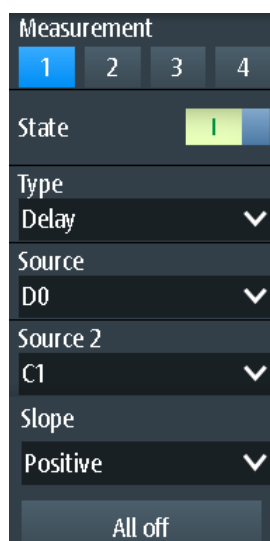 Measurement
1 2 3 4
State
I
Type
Delay
Source
D0
Source 2
C1
Slope
Positive
All off